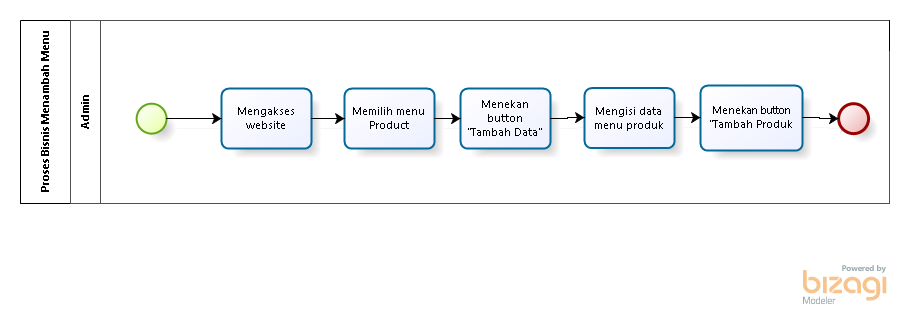 Proses Bisnis Menambah Menu
Admin
Mengakses
website
Memilih menu
Product
Menekan
button
"Tambah Data"
Mengisi data
menu produk
Menekan button
"Tambah Produk
Powered by
bizagi
Modeler